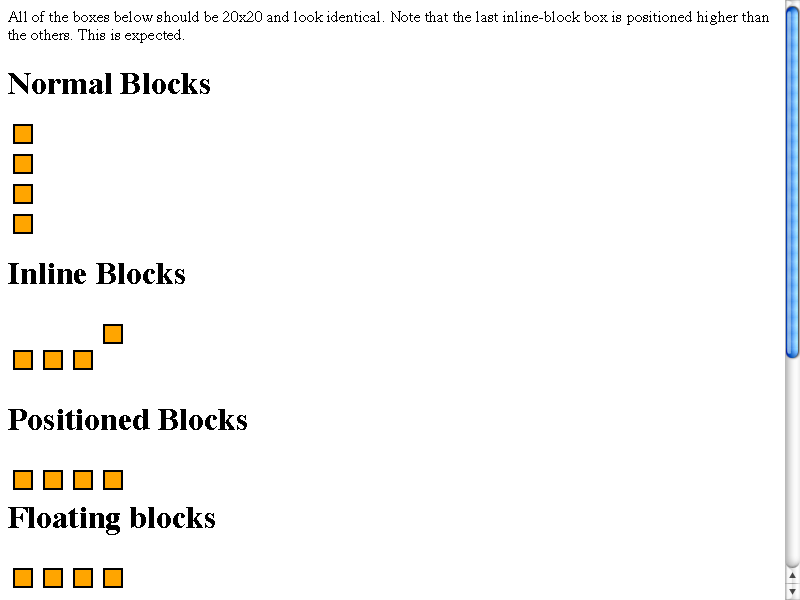 All of the boxes below should be 20x20 and look identical. Note that the last inline-block box is positioned higher than
the others. This is expected.
Normal Blocks
Inline Blocks
Positioned Blocks
Floating blocks